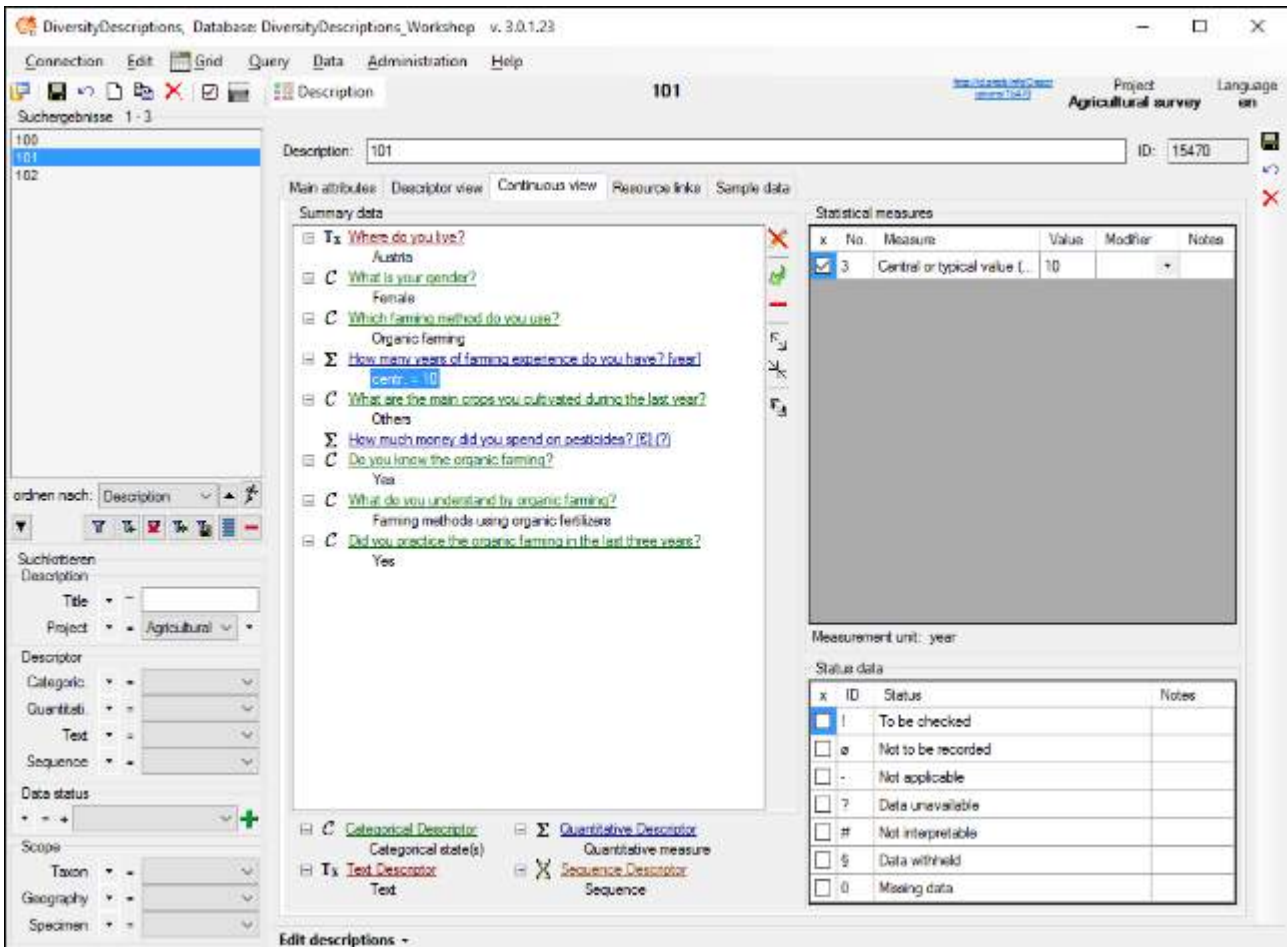 DiversityDescriptions, Database: DiversityDescriptions_Workshop v. 3.0.1.23
Connection Edit Grid Query Data Administration Help
Description 101 Project Language
Agricultural survey en
Suchergebnisse 1 - 3
100
101
102
Description: 101 ID: 15470
Main attributes Descriptor view Continuous view Resource links Sample data
Summary data
Tx Where do you live?
Austria
C What is your gender?
Female
C Which farming method do you use?
Organic farming
Σ How many years of farming experience do you have? [year]
centr. = 10
C What are the main crops you cultivated during the last year?
Others
Σ How much money did you spend on pesticides? [€] (?)
C Do you know the organic farming?
Yes
C What do you understand by organic farming?
Farming methods using organic fertilizers
C Did you practice the organic farming in the last three years?
Yes
C Categorical Descriptor Σ Quantitative Descriptor
Categorical state(s) Quantitative measure
Tx Text Descriptor Sequence Descriptor
Text Sequence
Edit descriptions
Statistical measures
x No. Measure Value Modifier Notes
3 Central or typical value (... 10
Measurement unit: year
Status data
x ID Status Notes
! To be checked
ø Not to be recorded
- Not applicable
? Data unavailable
# Not interpretable
§ Data withheld
0 Missing data
ordnen nach: Description
Suchkriterien
Description
Title ~
Project = Agricultural
Descriptor
Categoric. =
Quantitati. =
Text =
Sequence =
Data status
Scope
Taxon =
Geography =
Specimen =